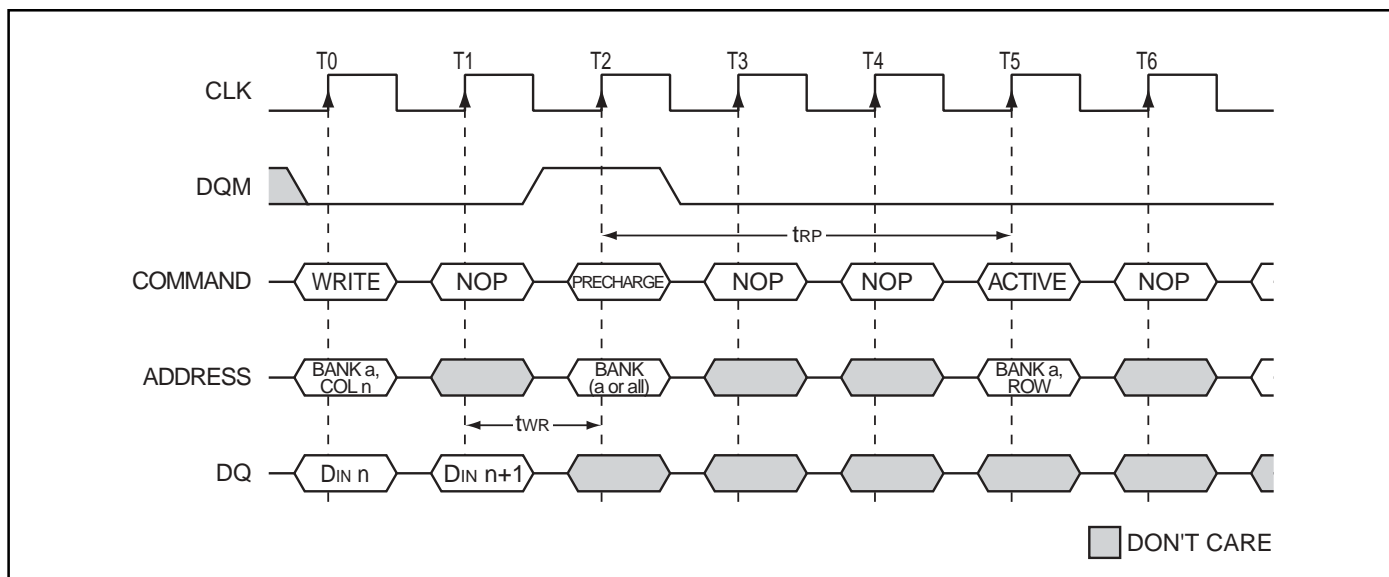 T0 T1 T2 T3 T4 T5 T6
CLK
DQM
tRP
COMMAND WRITE NOP PRECHARGE NOP NOP ACTIVE NOP
ADDRESS BANK a, COL n BANK (a or all) BANK a, ROW
tWR
DQ DIN n DIN n+1
DON'T CARE